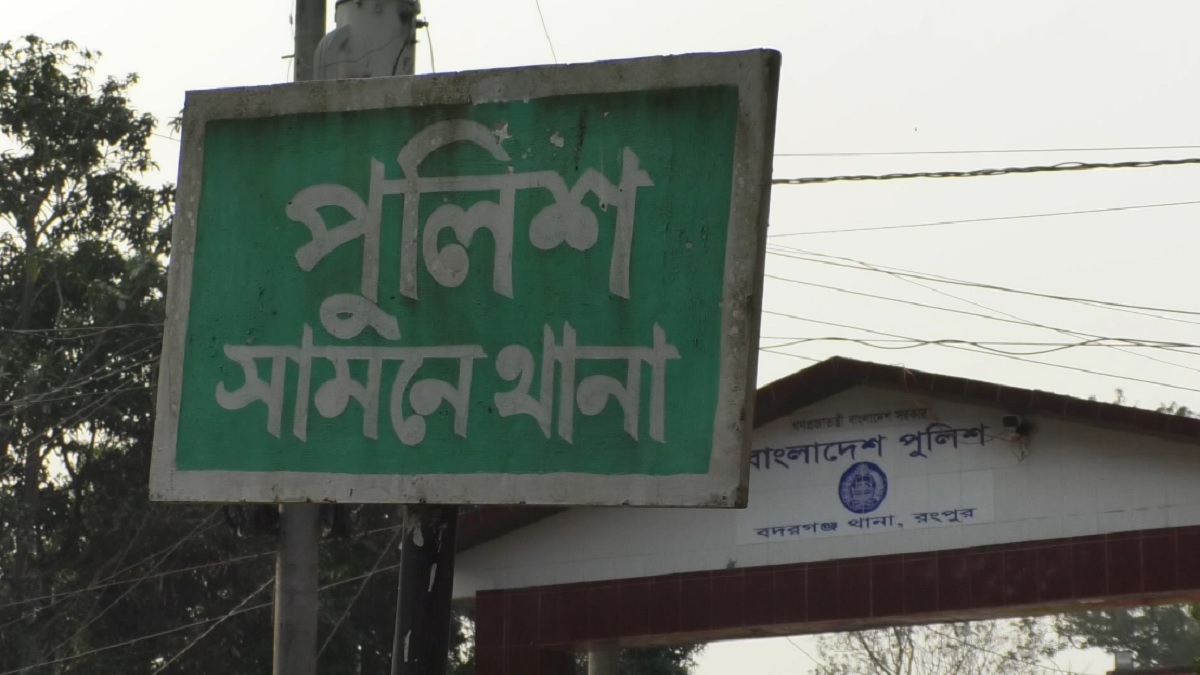 পুলিশ
সামনে থানা
গণপ্রজাতন্ত্রী বাংলাদেশ সরকার
বাংলাদেশ পুলিশ
বদরগঞ্জ থানা, রংপুর